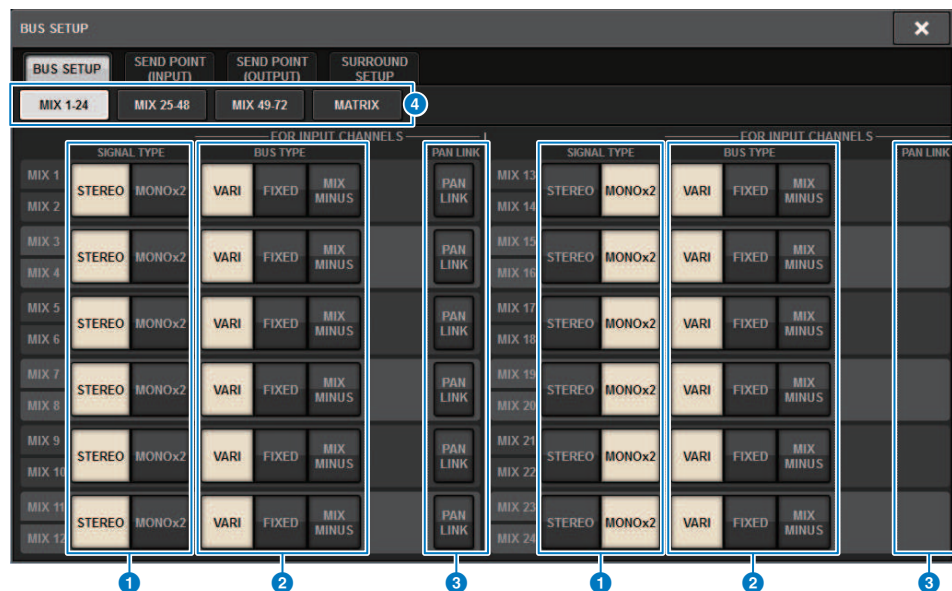 BUS SETUP
BUS SETUP
SEND POINT (INPUT)
SEND POINT (OUTPUT)
SURROUND SETUP
MIX 1-24
MIX 25-48
MIX 49-72
MATRIX
4
FOR INPUT CHANNELS
FOR INPUT CHANNELS
SIGNAL TYPE
BUS TYPE
PAN LINK
SIGNAL TYPE
BUS TYPE
PAN LINK
MIX 1
MIX 2
STEREO
MONOx2
VARI
FIXED
MIX MINUS
PAN LINK
MIX 13
MIX 14
STEREO
MONOx2
VARI
FIXED
MIX MINUS
MIX 3
MIX 4
STEREO
MONOx2
VARI
FIXED
MIX MINUS
PAN LINK
MIX 15
MIX 16
STEREO
MONOx2
VARI
FIXED
MIX MINUS
MIX 5
MIX 6
STEREO
MONOx2
VARI
FIXED
MIX MINUS
PAN LINK
MIX 17
MIX 18
STEREO
MONOx2
VARI
FIXED
MIX MINUS
MIX 7
MIX 8
STEREO
MONOx2
VARI
FIXED
MIX MINUS
PAN LINK
MIX 19
MIX 20
STEREO
MONOx2
VARI
FIXED
MIX MINUS
MIX 9
MIX 10
STEREO
MONOx2
VARI
FIXED
MIX MINUS
PAN LINK
MIX 21
MIX 22
STEREO
MONOx2
VARI
FIXED
MIX MINUS
MIX 11
MIX 12
STEREO
MONOx2
VARI
FIXED
MIX MINUS
PAN LINK
MIX 23
MIX 24
STEREO
MONOx2
VARI
FIXED
MIX MINUS
1
2
3
1
2
3